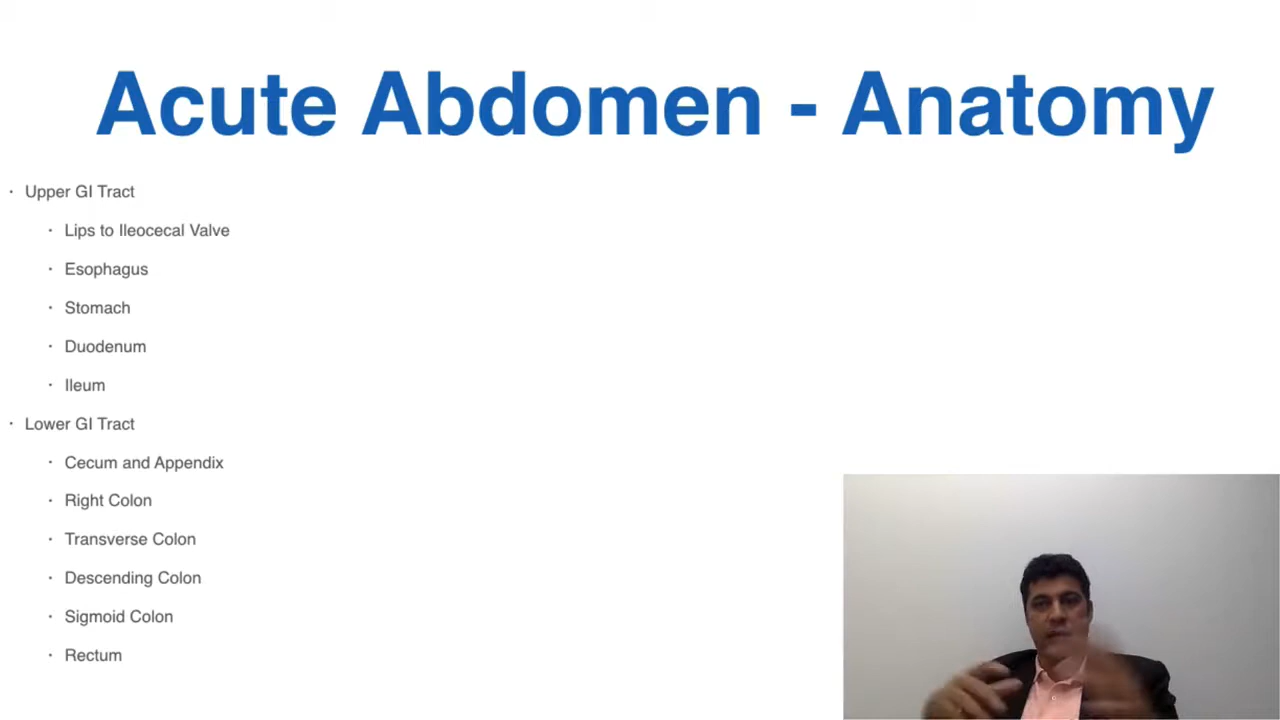 Acute Abdomen - Anatomy
· Upper GI Tract
· Lips to Ileocecal Valve
· Esophagus
· Stomach
· Duodenum
· Ileum
· Lower GI Tract
· Cecum and Appendix
· Right Colon
· Transverse Colon
· Descending Colon
· Sigmoid Colon
· Rectum